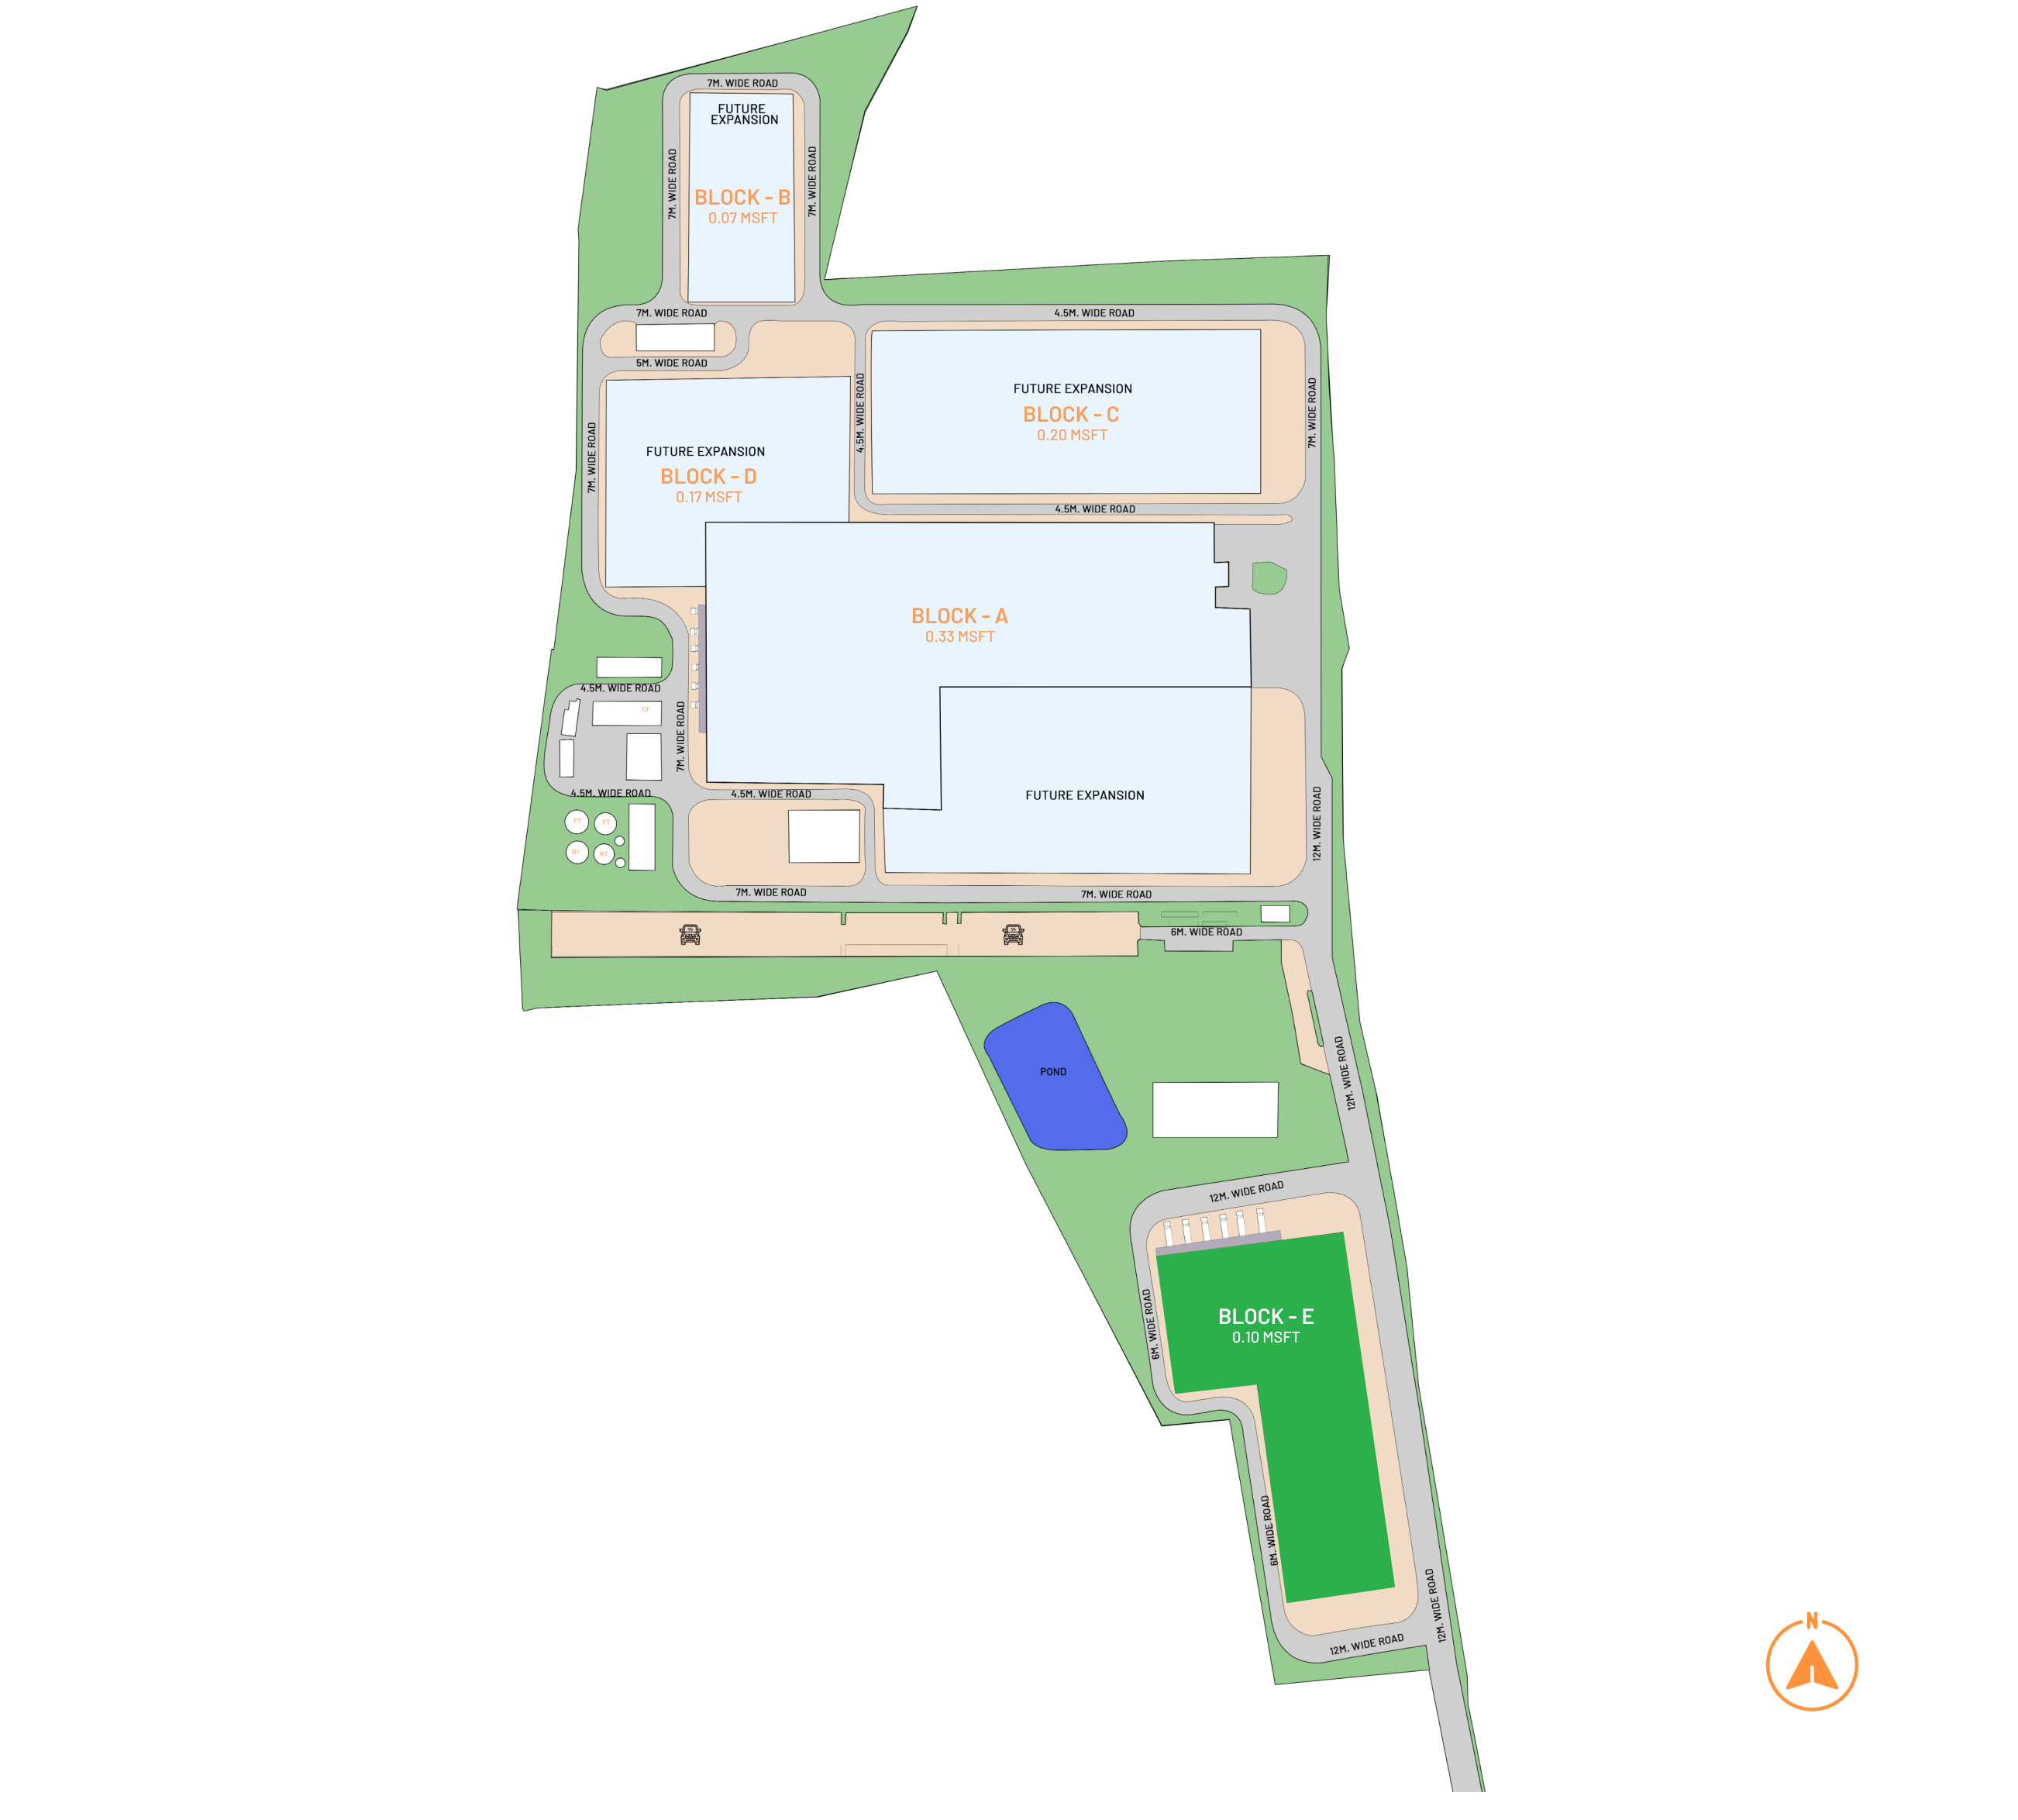 7M. WIDE ROAD
FUTURE
EXPANSION
7M. WIDE ROAD
7M. WIDE ROAD
BLOCK - B
0.07 MSFT
7M. WIDE ROAD
4.5M. WIDE ROAD
5M. WIDE ROAD
4.5M. WIDE ROAD
7M. WIDE ROAD
FUTURE EXPANSION
BLOCK - C
0.20 MSFT
7M. WIDE ROAD
FUTURE EXPANSION
BLOCK - D
0.17 MSFT
4.5M. WIDE ROAD
BLOCK - A
0.33 MSFT
4.5M. WIDE ROAD
7M. WIDE ROAD
4.5M. WIDE ROAD
4.5M. WIDE ROAD
FUTURE EXPANSION
12M. WIDE ROAD
FT
FT
7M. WIDE ROAD
7M. WIDE ROAD
6M. WIDE ROAD
POND
12M. WIDE ROAD
12M. WIDE ROAD
6M. WIDE ROAD
BLOCK - E
0.10 MSFT
6M. WIDE ROAD
12M. WIDE ROAD
12M. WIDE ROAD
N